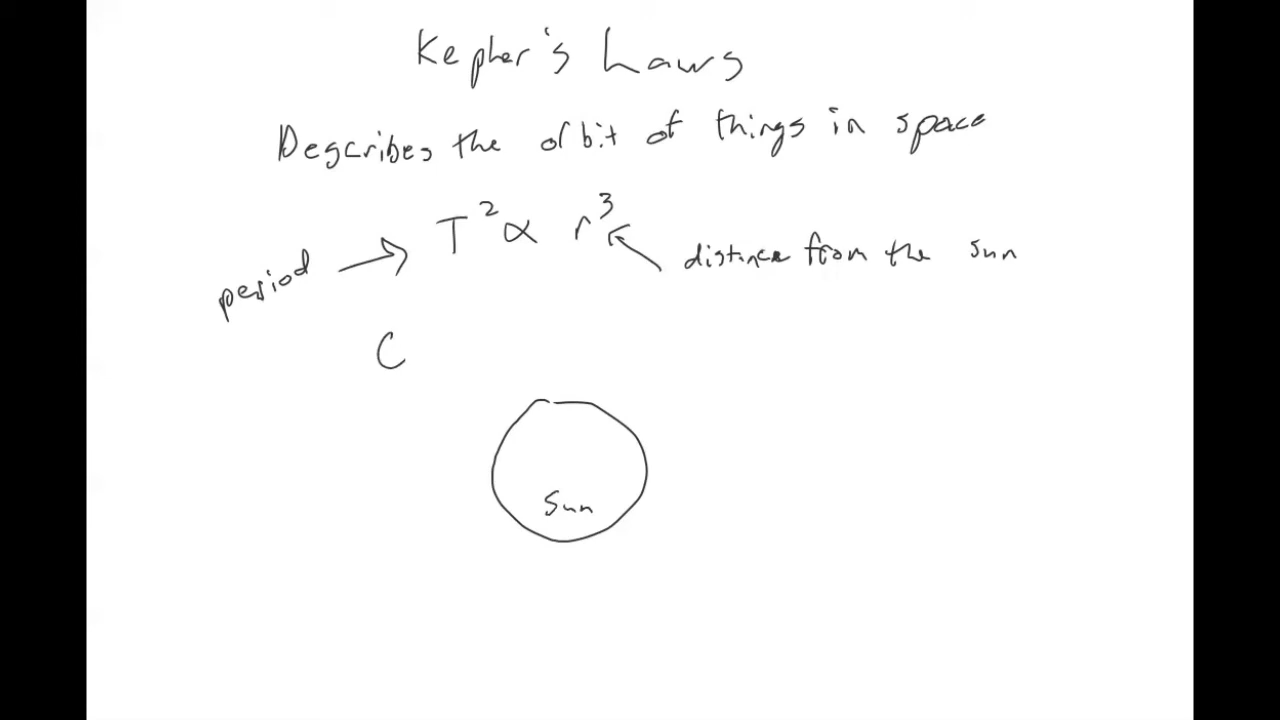 Kepler's Laws
Describes the orbit of things in space
period → T² ∝ r³ ← distance from the sun
C
Sun